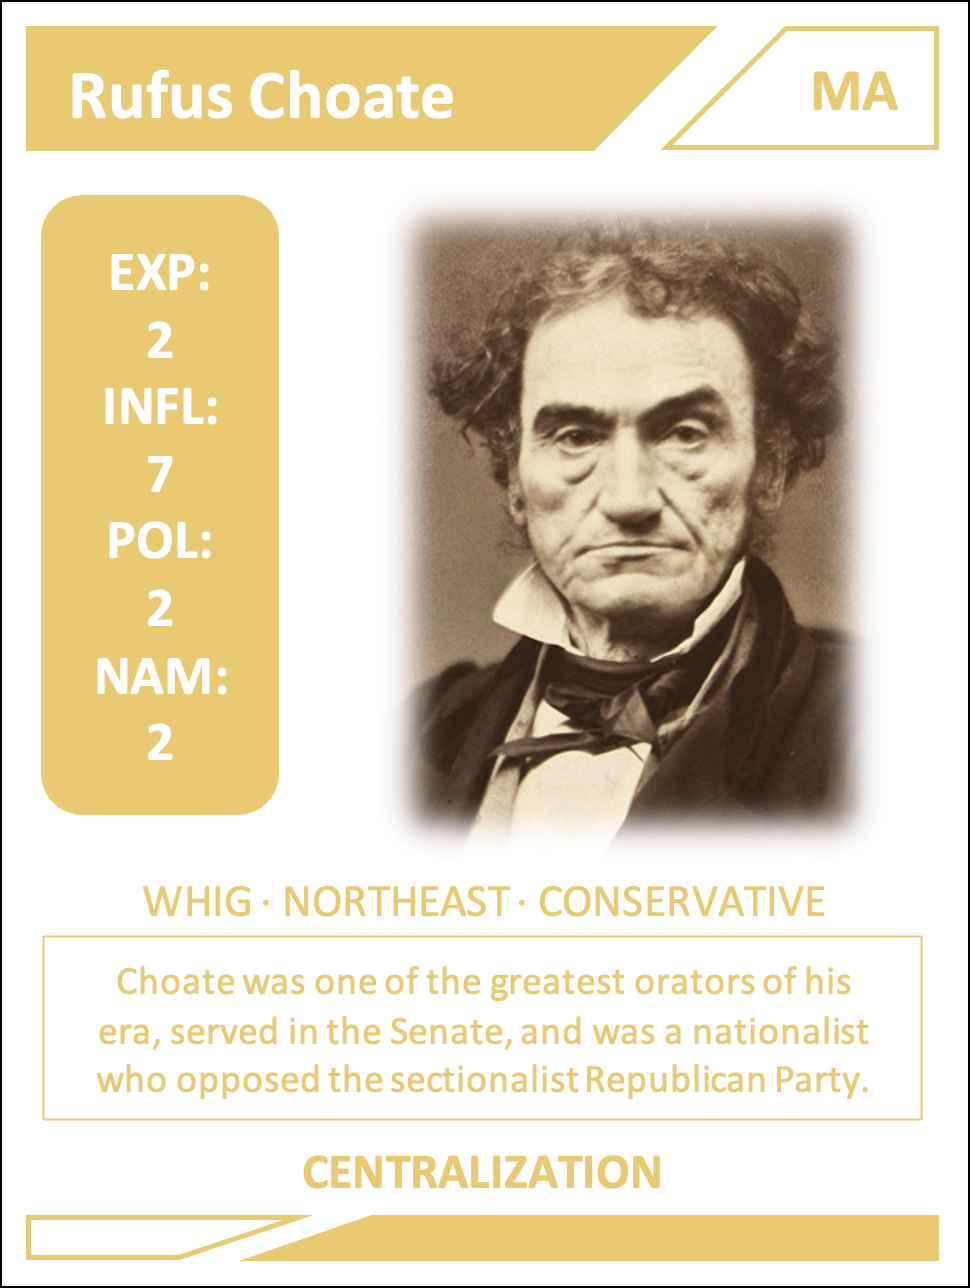 Rufus Choate
MA
EXP:
2
INFL:
7
POL:
2
NAM:
2
WHIG · NORTHEAST · CONSERVATIVE
Choate was one of the greatest orators of his
era, served in the Senate, and was a nationalist
who opposed the sectionalist Republican Party.
CENTRALIZATION